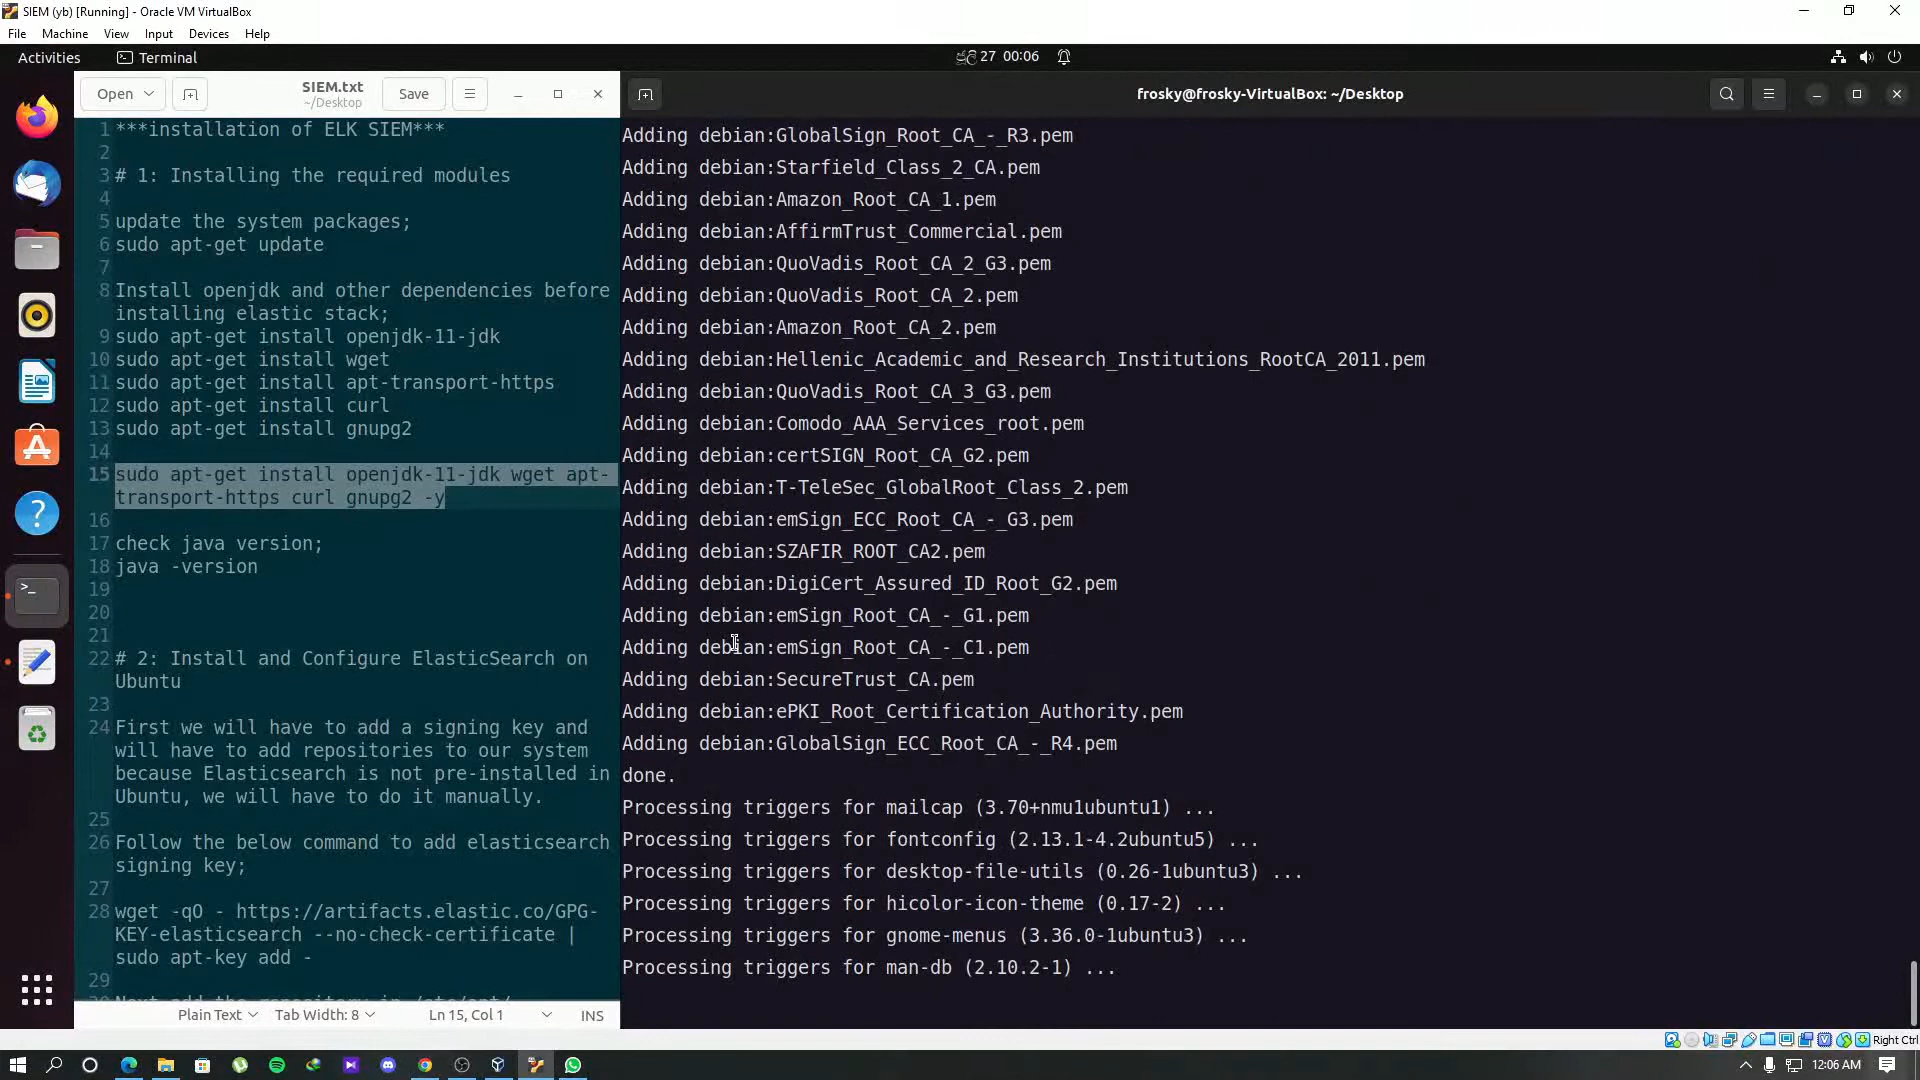 SIEM (yb) [Running] - Oracle VM VirtualBox
File Machine View Input Devices Help
Activities Terminal
27 00:06
Open
SIEM.txt
~/Desktop
Save
1 ***installation of ELK SIEM***
2
3 # 1: Installing the required modules
4
5 update the system packages;
6 sudo apt-get update
7
8 Install openjdk and other dependencies before
installing elastic stack;
9 sudo apt-get install openjdk-11-jdk
10 sudo apt-get install wget
11 sudo apt-get install apt-transport-https
12 sudo apt-get install curl
13 sudo apt-get install gnupg2
14
15 sudo apt-get install openjdk-11-jdk wget apt-
transport-https curl gnupg2 -y
16
17 check java version;
18 java -version
19
20
21
22 # 2: Install and Configure ElasticSearch on
Ubuntu
23
24 First we will have to add a signing key and
will have to add repositories to our system
because Elasticsearch is not pre-installed in
Ubuntu, we will have to do it manually.
25
26 Follow the below command to add elasticsearch
signing key;
27
28 wget -qO - https://artifacts.elastic.co/GPG-
KEY-elasticsearch --no-check-certificate |
sudo apt-key add -
29
Plain Text Tab Width: 8 Ln 15, Col 1 INS
frosky@frosky-VirtualBox: ~/Desktop
Adding debian:GlobalSign_Root_CA_-_R3.pem
Adding debian:Starfield_Class_2_CA.pem
Adding debian:Amazon_Root_CA_1.pem
Adding debian:AffirmTrust_Commercial.pem
Adding debian:QuoVadis_Root_CA_2_G3.pem
Adding debian:QuoVadis_Root_CA_2.pem
Adding debian:Amazon_Root_CA_2.pem
Adding debian:Hellenic_Academic_and_Research_Institutions_RootCA_2011.pem
Adding debian:QuoVadis_Root_CA_3_G3.pem
Adding debian:Comodo_AAA_Services_root.pem
Adding debian:certSIGN_Root_CA_G2.pem
Adding debian:T-TeleSec_GlobalRoot_Class_2.pem
Adding debian:emSign_ECC_Root_CA_-_G3.pem
Adding debian:SZAFIR_ROOT_CA2.pem
Adding debian:DigiCert_Assured_ID_Root_G2.pem
Adding debian:emSign_Root_CA_-_G1.pem
Adding debian:emSign_Root_CA_-_C1.pem
Adding debian:SecureTrust_CA.pem
Adding debian:ePKI_Root_Certification_Authority.pem
Adding debian:GlobalSign_ECC_Root_CA_-_R4.pem
done.
Processing triggers for mailcap (3.70+nmu1ubuntu1) ...
Processing triggers for fontconfig (2.13.1-4.2ubuntu5) ...
Processing triggers for desktop-file-utils (0.26-1ubuntu3) ...
Processing triggers for hicolor-icon-theme (0.17-2) ...
Processing triggers for gnome-menus (3.36.0-1ubuntu3) ...
Processing triggers for man-db (2.10.2-1) ...
Right Ctrl
12:06 AM